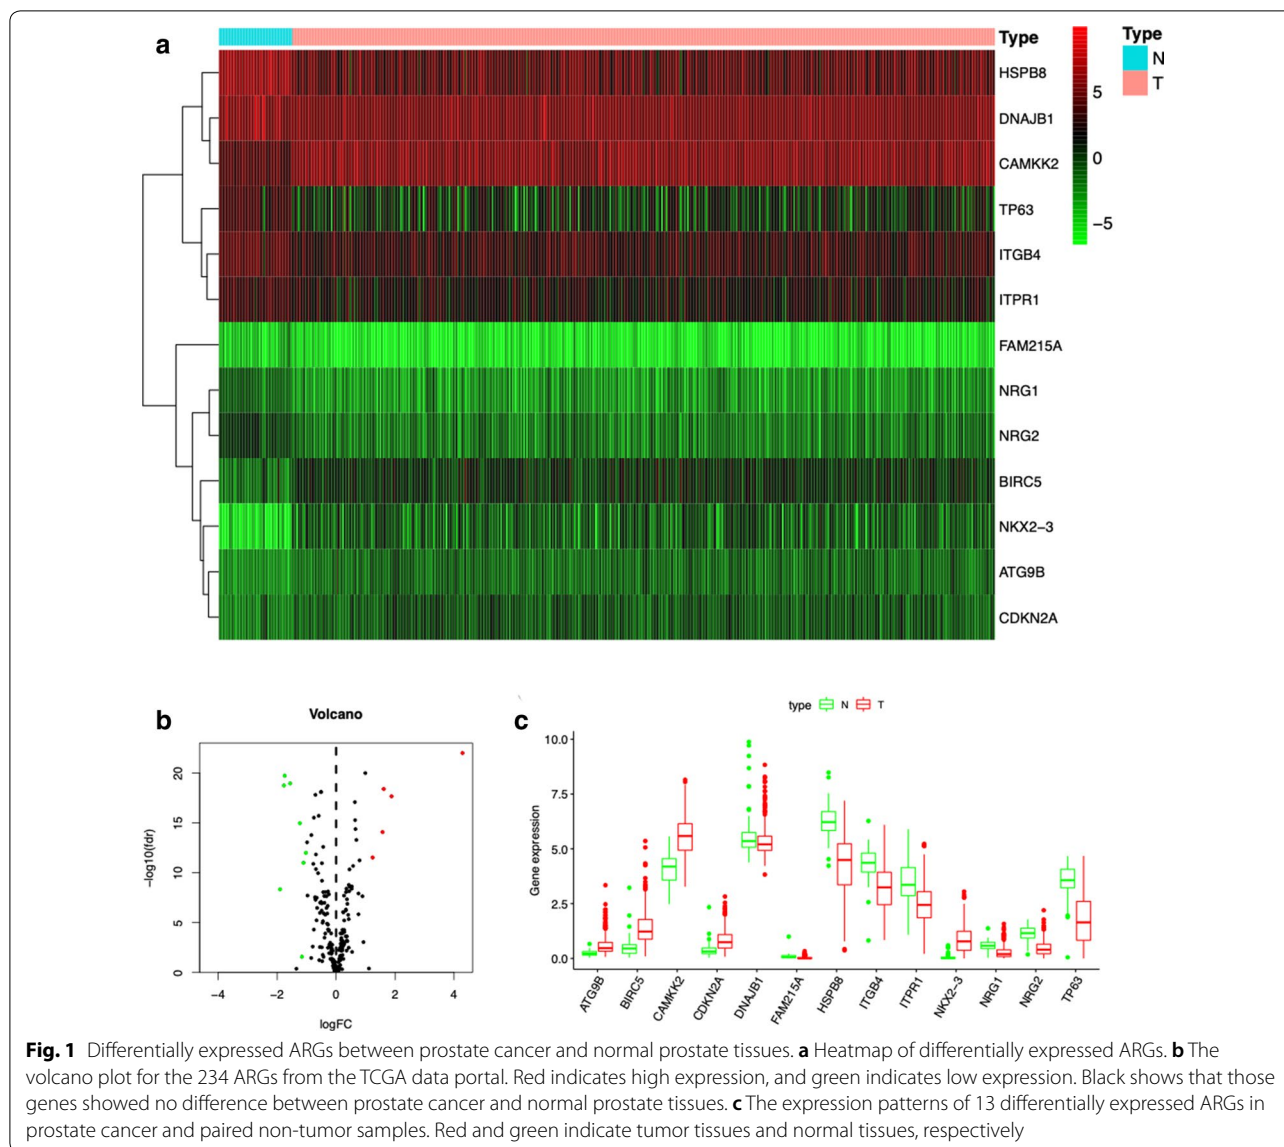 a
Type
HSPB8
DNAJB1
CAMKK2
TP63
ITGB4
ITPR1
FAM215A
NRG1
NRG2
BIRC5
NKX2−3
ATG9B
CDKN2A
5
0
−5
Type
N
T
b
Volcano
−log10(fdr)
20
15
10
5
0
−4
−2
0
2
4
logFC
c
type N T
Gene expression
10.0
7.5
5.0
2.5
0.0
ATG9B
BIRC5
CAMKK2
CDKN2A
DNAJB1
FAM215A
HSPB8
ITGB4
ITPR1
NKX2−3
NRG1
NRG2
TP63
Fig. 1 Differentially expressed ARGs between prostate cancer and normal prostate tissues. a Heatmap of differentially expressed ARGs. b The
volcano plot for the 234 ARGs from the TCGA data portal. Red indicates high expression, and green indicates low expression. Black shows that those
genes showed no difference between prostate cancer and normal prostate tissues. c The expression patterns of 13 differentially expressed ARGs in
prostate cancer and paired non-tumor samples. Red and green indicate tumor tissues and normal tissues, respectively